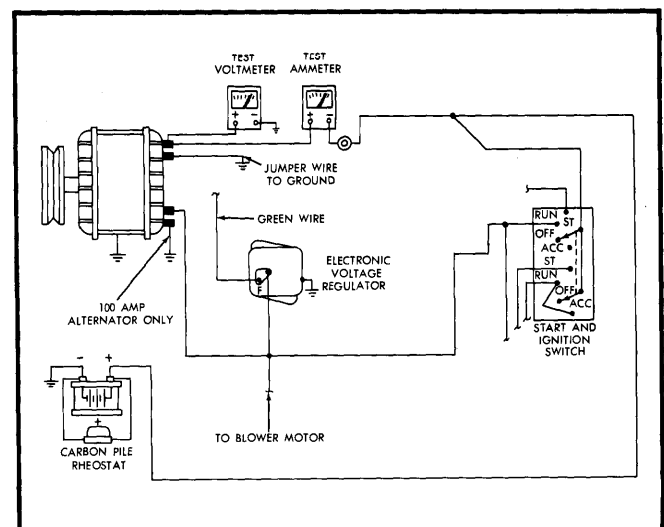 TEST
VOLTMETER
TEST
AMMETER
+ -
+ -
JUMPER WIRE
TO GROUND
GREEN WIRE
RUN
ST
OFF
ACC
ST
RUN
OFF
ACC
START AND
IGNITION
SWITCH
ELECTRONIC
VOLTAGE
REGULATOR
F
100 AMP
ALTERNATOR ONLY
- +
+
CARBON PILE
RHEOSTAT
TO BLOWER MOTOR